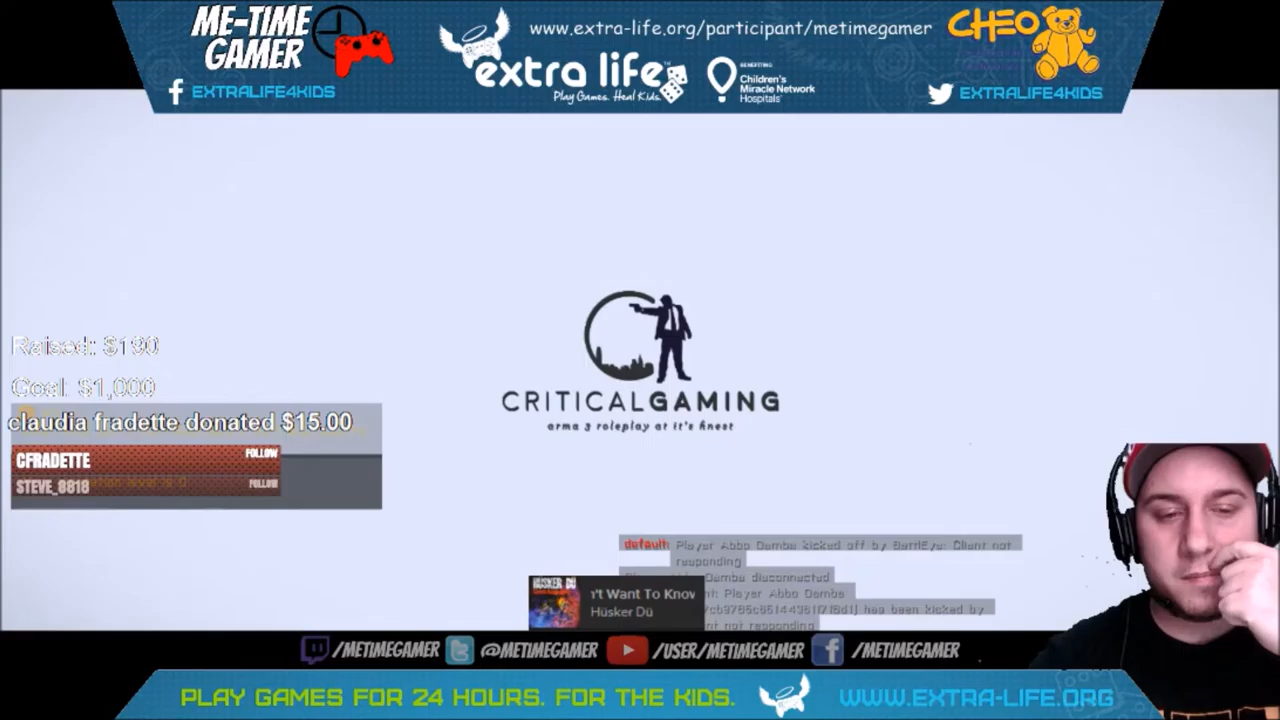 ME-TIME
GAMER
EXTRALIFE4KIDS
www.extra-life.org/participant/metimegamer
extra life
Play Games. Heal Kids.
BENEFITING
Children's
Miracle Network
Hospitals
CHEO
EXTRALIFE4KIDS
CRITICALGAMING
arma 3 roleplay at it's finest
Raised: $190
Goal: $1,000
claudia fradette donated $15.00
CFRADETTE FOLLOW
STEVE_8818 FOLLOW
default: Player Abbo Dambe kicked off by BattlEye: Client not
responding
disconnected
Player Abbo Dambe
has been kicked by
not responding
HÜSKER DÜ
n't Want To Know
Hüsker Dü
/METIMEGAMER @METIMEGAMER /USER/METIMEGAMER /METIMEGAMER
PLAY GAMES FOR 24 HOURS. FOR THE KIDS. WWW.EXTRA-LIFE.ORG